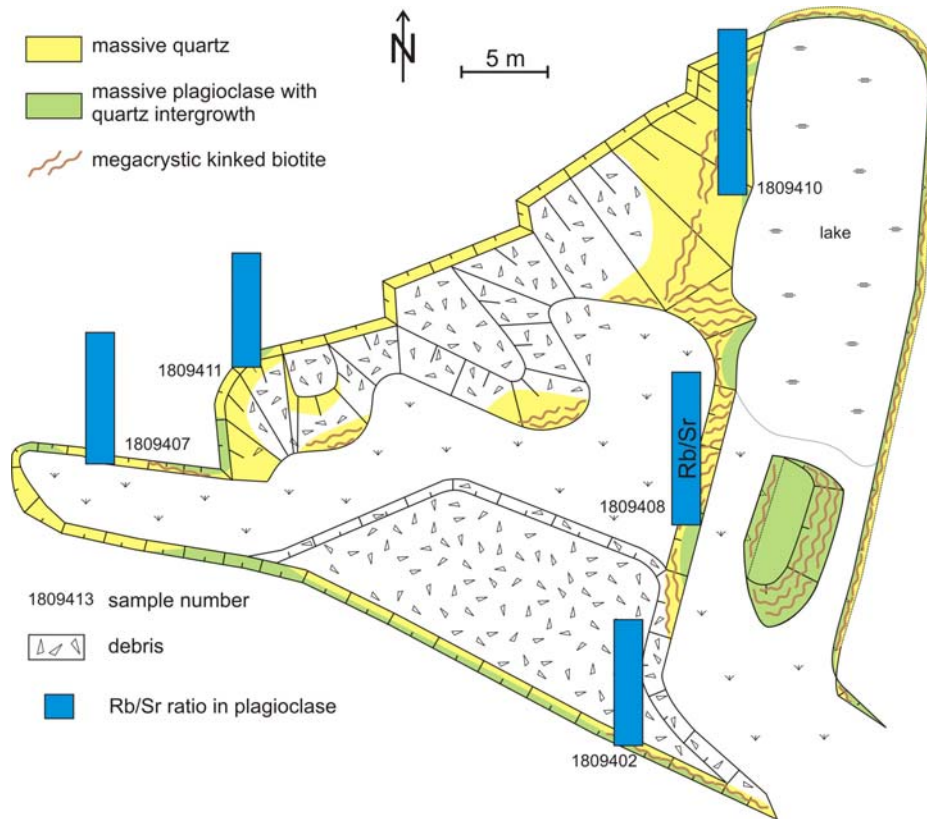 massive quartz
massive plagioclase with
quartz intergrowth
megacrystic kinked biotite
N
5 m
1809410
lake
1809411
1809407
Rb/Sr
1809408
1809413 sample number
debris
Rb/Sr ratio in plagioclase
1809402